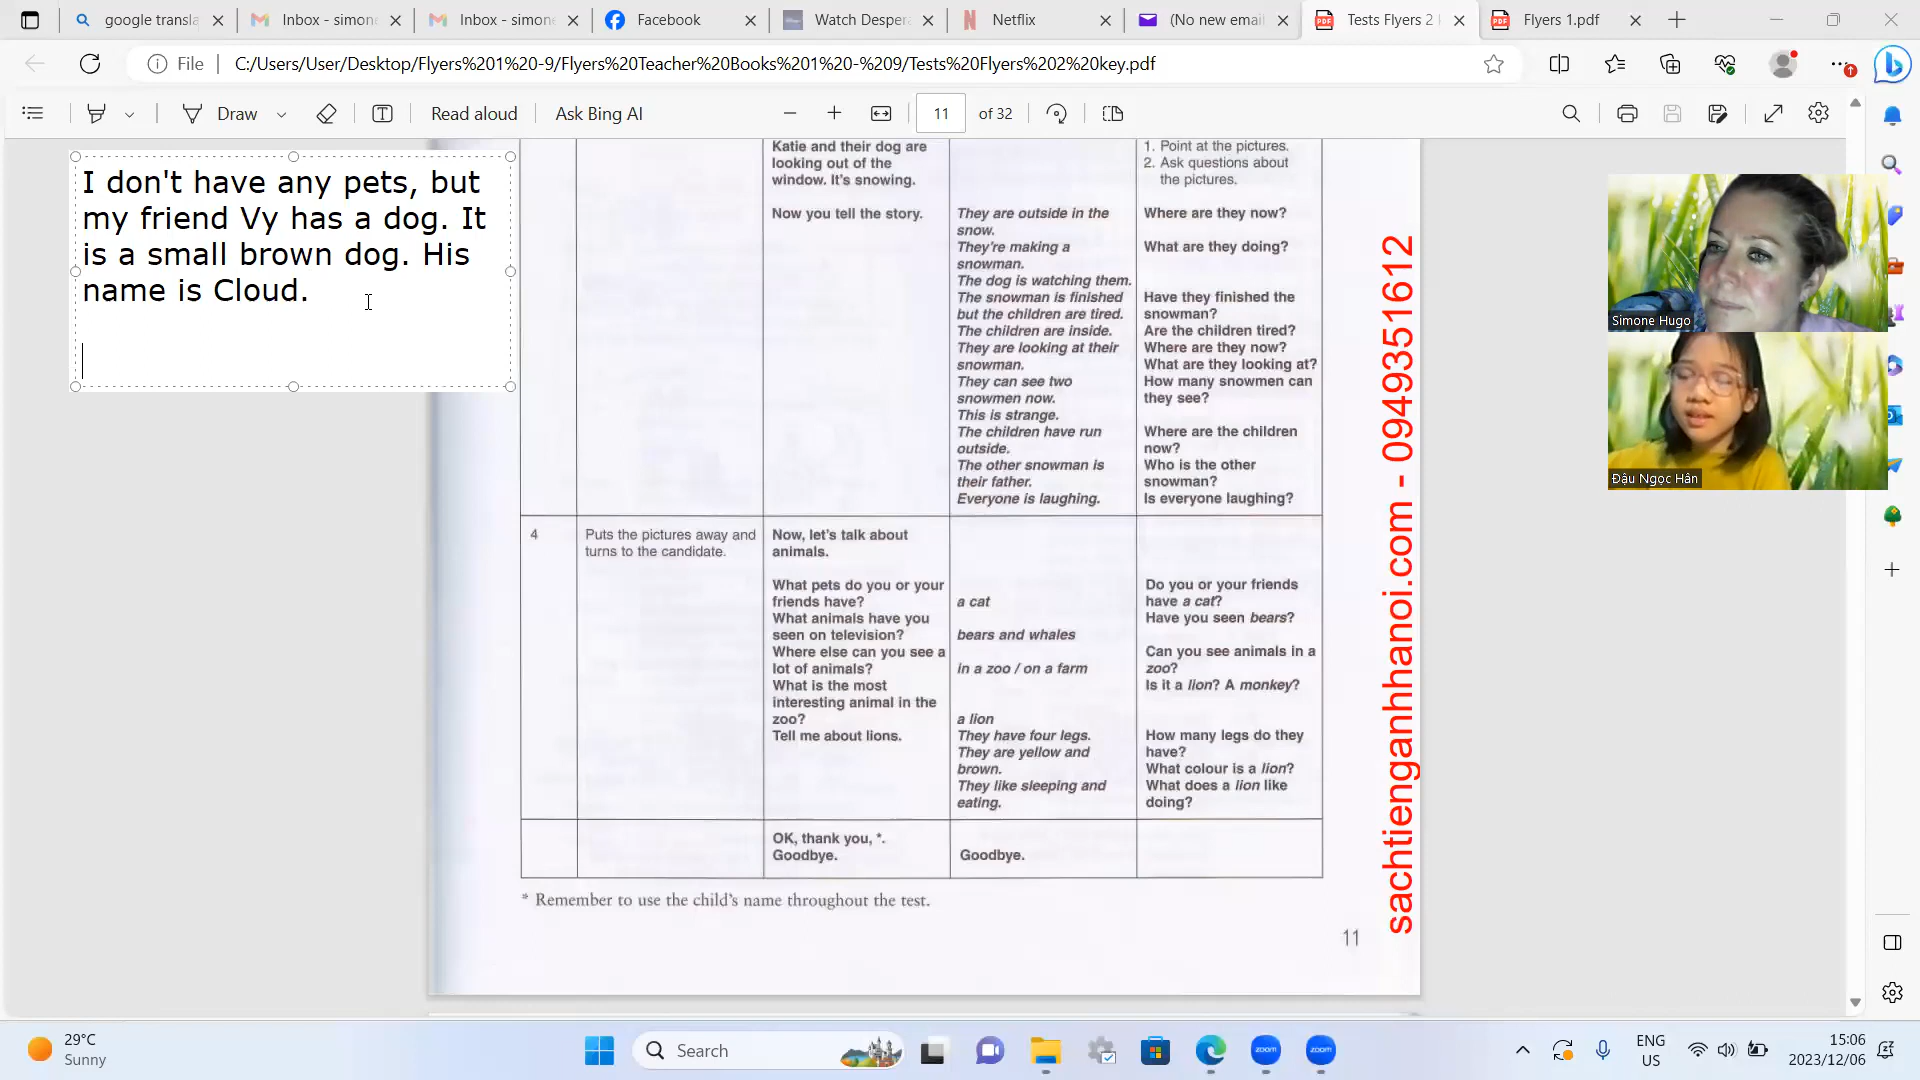 google transla
Inbox - simone
Inbox - simone
Facebook
Watch Despera
Netflix
(No new email
Tests Flyers 2 k
Flyers 1.pdf
File
C:/Users/User/Desktop/Flyers%201%20-9/Flyers%20Teacher%20Books%201%20-%209/Tests%20Flyers%202%20key.pdf
Draw
Read aloud
Ask Bing AI
11
of 32
I don't have any pets, but
my friend Vy has a dog. It
is a small brown dog. His
name is Cloud.
Katie and their dog are
looking out of the
window. It's snowing.
Now you tell the story.
They are outside in the
snow.
They're making a
snowman.
The dog is watching them.
The snowman is finished
but the children are tired.
The children are inside.
They are looking at their
snowman.
They can see two
snowmen now.
This is strange.
The children have run
outside.
The other snowman is
their father.
Everyone is laughing.
1. Point at the pictures.
2. Ask questions about
the pictures.
Where are they now?
What are they doing?
Have they finished the
snowman?
Are the children tired?
Where are they now?
What are they looking at?
How many snowmen can
they see?
Where are the children
now?
Who is the other
snowman?
Is everyone laughing?
4
Puts the pictures away and
turns to the candidate.
Now, let's talk about
animals.
What pets do you or your
friends have?
What animals have you
seen on television?
Where else can you see a
lot of animals?
What is the most
interesting animal in the
zoo?
Tell me about lions.
a cat
bears and whales
in a zoo / on a farm
a lion
They have four legs.
They are yellow and
brown.
They like sleeping and
eating.
Do you or your friends
have a cat?
Have you seen bears?
Can you see animals in a
zoo?
Is it a lion? A monkey?
How many legs do they
have?
What colour is a lion?
What does a lion like
doing?
OK, thank you, *.
Goodbye.
Goodbye.
* Remember to use the child's name throughout the test.
11
sachtienganhhanoi.com - 0949351612
Simone Hugo
Đậu Ngọc Hân
29°C
Sunny
Search
zoom
zoom
ENG
US
15:06
2023/12/06